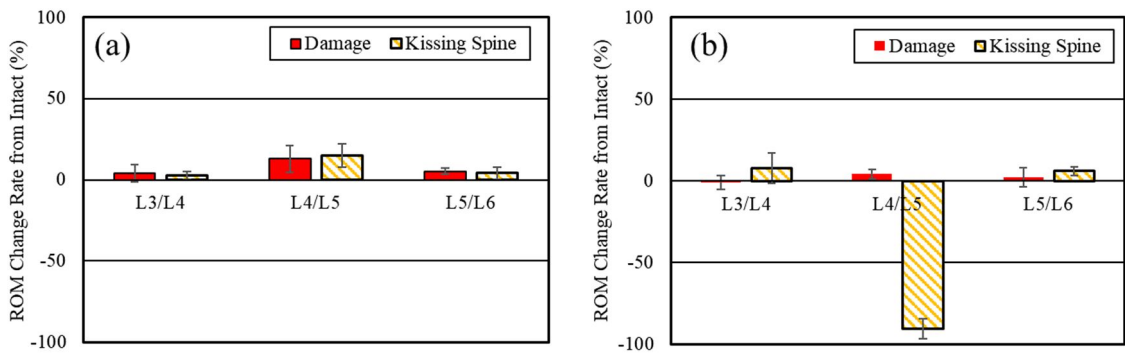 ROM Change Rate from Intact (%)
100
50
0
-50
-100
(a)
Damage Kissing Spine
L3/L4 L4/L5 L5/L6
ROM Change Rate from Intact (%)
100
50
0
-50
-100
(b)
Damage Kissing Spine
L3/L4 L4/L5 L5/L6